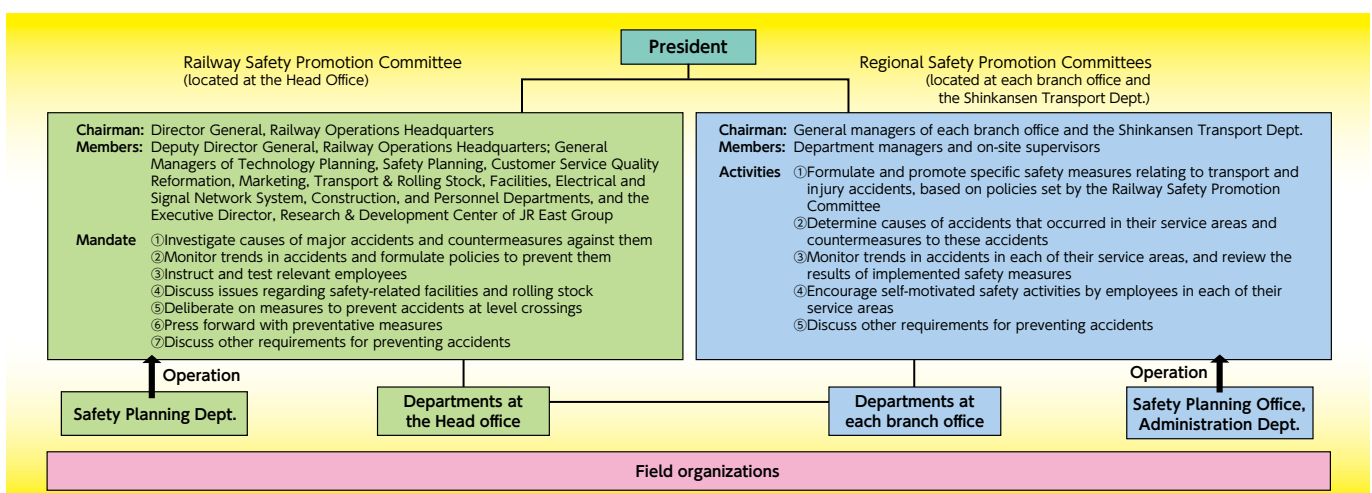 President
Railway Safety Promotion Committee
(located at the Head Office)
Regional Safety Promotion Committees
(located at each branch office and
the Shinkansen Transport Dept.)
Chairman: Director General, Railway Operations Headquarters
Members: Deputy Director General, Railway Operations Headquarters; General
Managers of Technology Planning, Safety Planning, Customer Service Quality
Reformation, Marketing, Transport & Rolling Stock, Facilities, Electrical and
Signal Network System, Construction, and Personnel Departments, and the
Executive Director, Research & Development Center of JR East Group
Mandate ①Investigate causes of major accidents and countermeasures against them
②Monitor trends in accidents and formulate policies to prevent them
③Instruct and test relevant employees
④Discuss issues regarding safety-related facilities and rolling stock
⑤Deliberate on measures to prevent accidents at level crossings
⑥Press forward with preventative measures
⑦Discuss other requirements for preventing accidents
Chairman: General managers of each branch office and the Shinkansen Transport Dept.
Members: Department managers and on-site supervisors
Activities ①Formulate and promote specific safety measures relating to transport and
injury accidents, based on policies set by the Railway Safety Promotion
Committee
②Determine causes of accidents that occurred in their service areas and
countermeasures to these accidents
③Monitor trends in accidents in each of their service areas, and review the
results of implemented safety measures
④Encourage self-motivated safety activities by employees in each of their
service areas
⑤Discuss other requirements for preventing accidents
Operation
Operation
Safety Planning Dept.
Departments at
the Head office
Departments at
each branch office
Safety Planning Office,
Administration Dept.
Field organizations